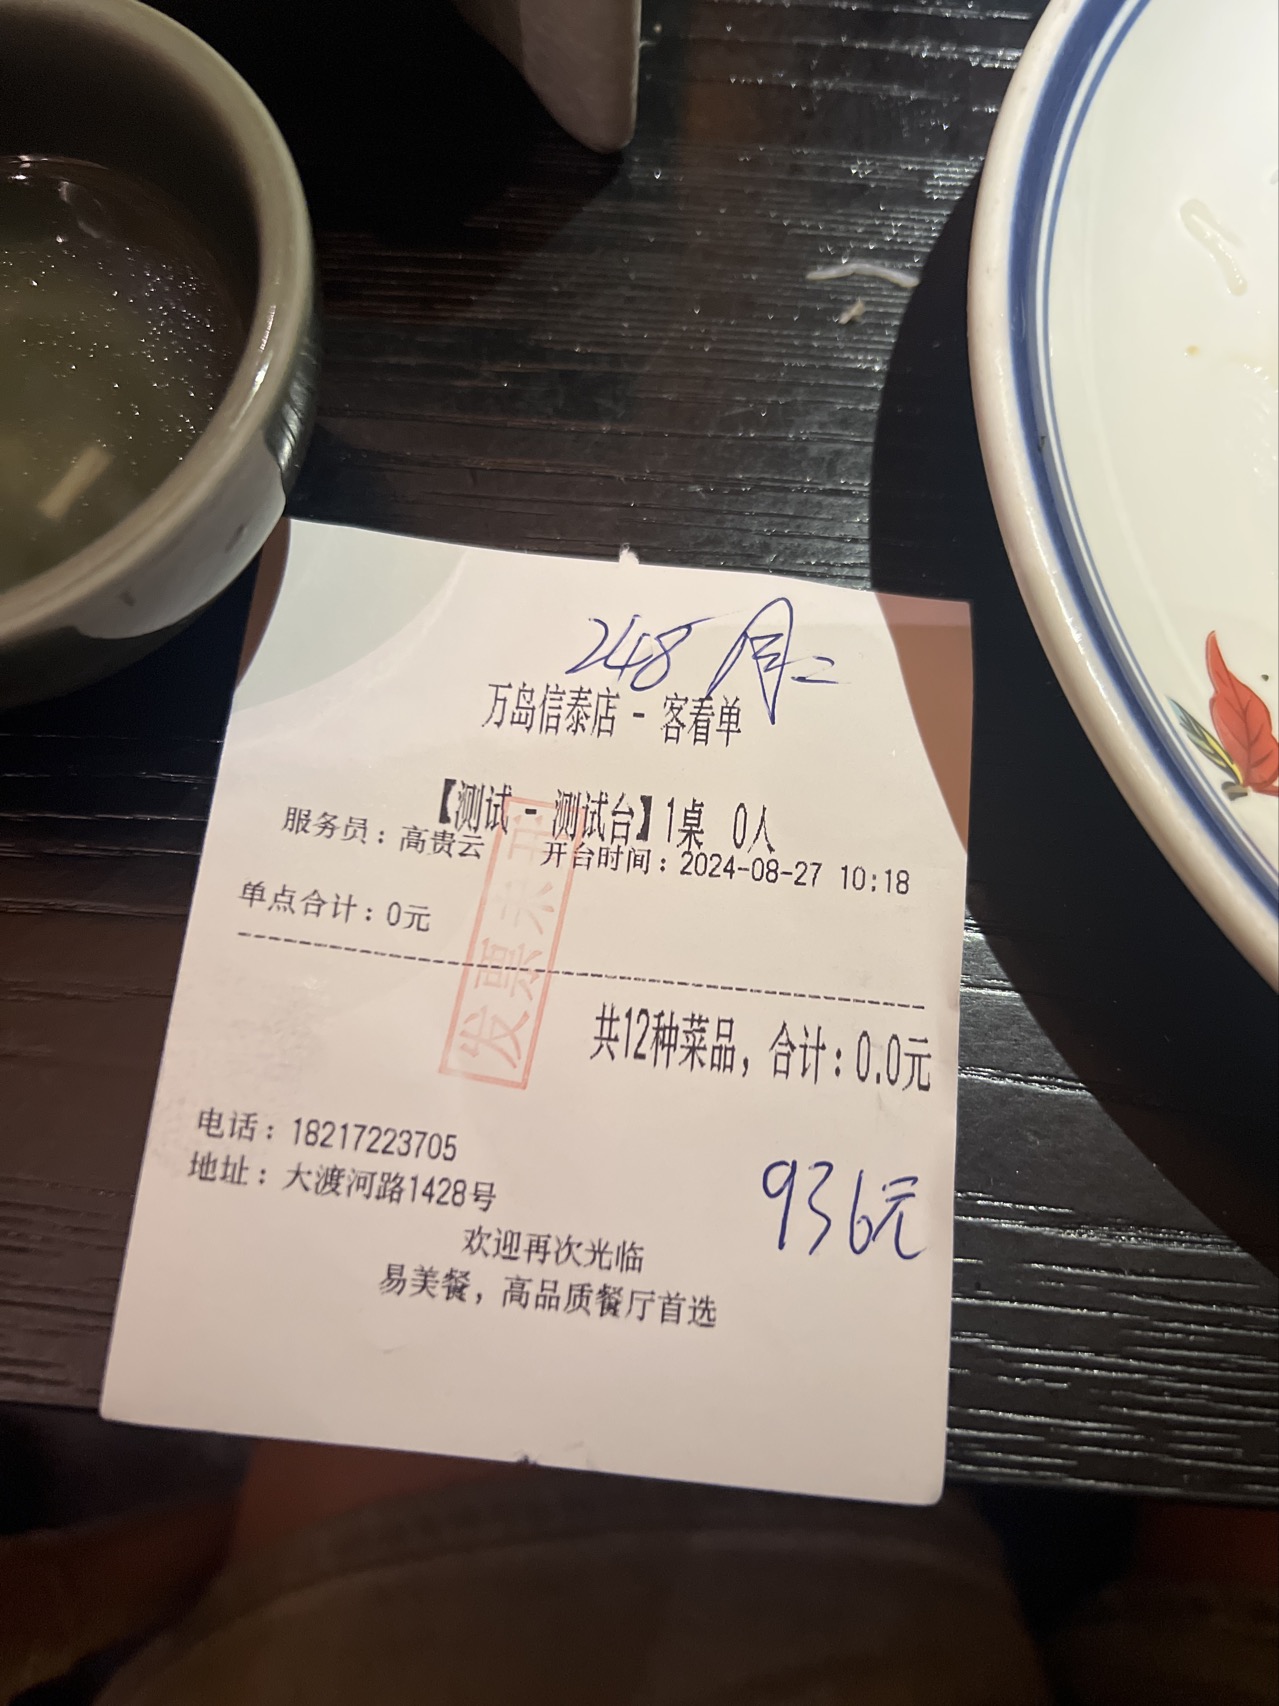 248 周二
万岛信泰店 - 客看单
【测试 - 测试台】1桌 0人
服务员：高贵云 开台时间：2024-08-27 10:18
单点合计：0元
发票未开
共12种菜品，合计：0.0元
电话：18217223705
地址：大渡河路1428号
936元
欢迎再次光临
易美餐，高品质餐厅首选